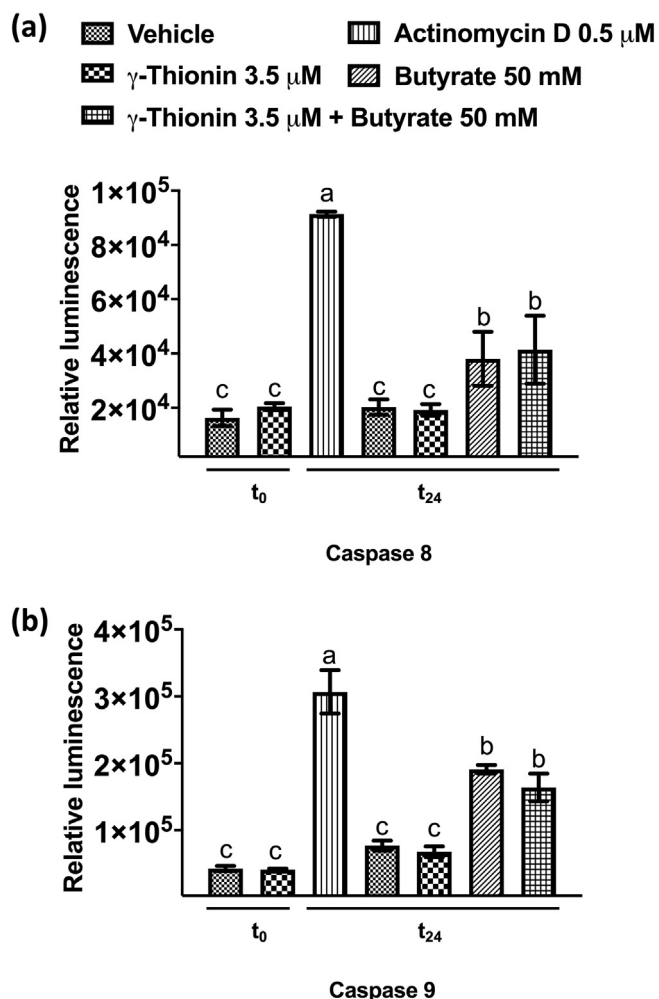 (a)
Vehicle
Actinomycin D 0.5 μM
γ-Thionin 3.5 μM
Butyrate 50 mM
γ-Thionin 3.5 μM + Butyrate 50 mM
Relative luminescence
1×10⁵
8×10⁴
6×10⁴
4×10⁴
2×10⁴
c c a c c b b
t₀ t₂₄
Caspase 8
(b)
Relative luminescence
4×10⁵
3×10⁵
2×10⁵
1×10⁵
c c a c c b b
t₀ t₂₄
Caspase 9